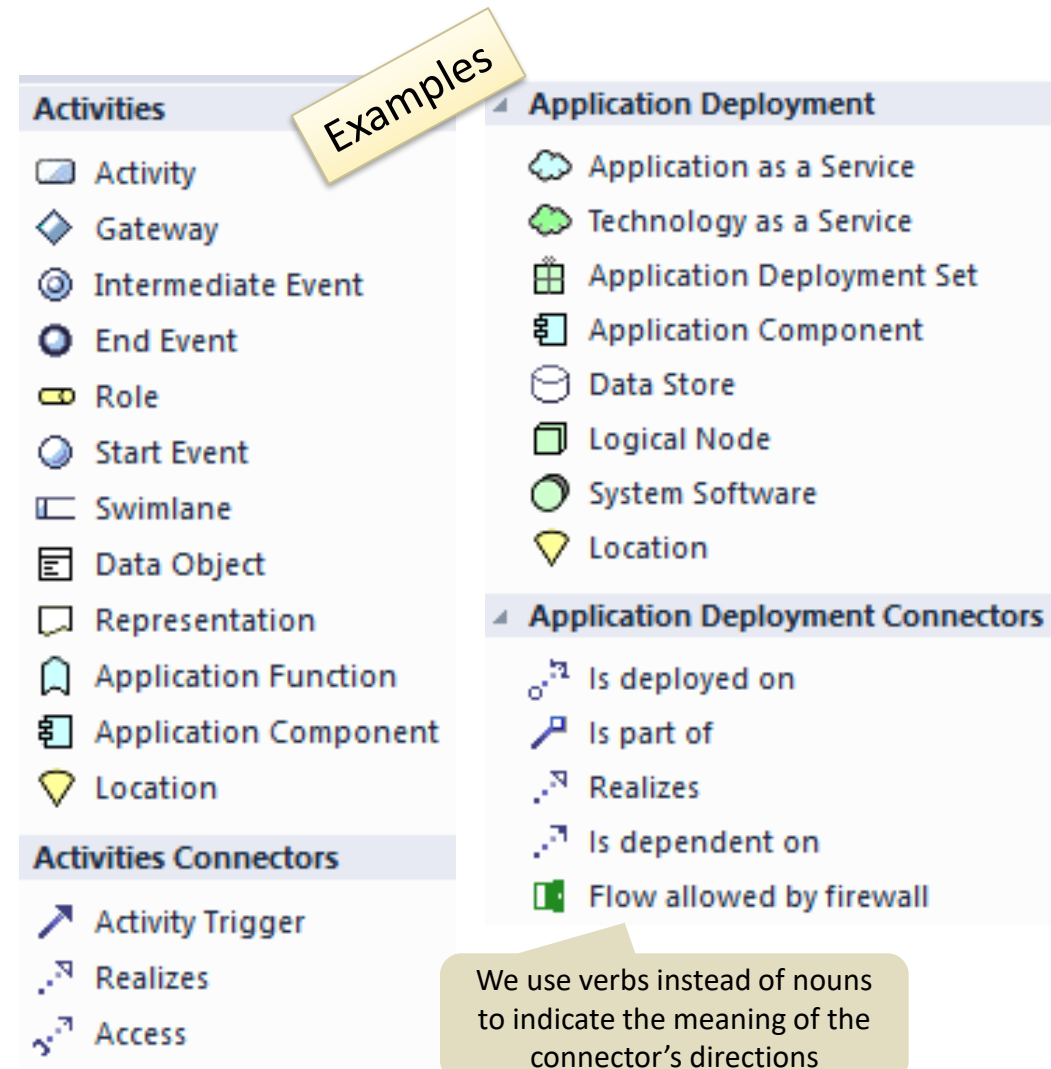 Examples
Activities
Activity
Gateway
Intermediate Event
End Event
Role
Start Event
Swimlane
Data Object
Representation
Application Function
Application Component
Location
Activities Connectors
Activity Trigger
Realizes
Access
Application Deployment
Application as a Service
Technology as a Service
Application Deployment Set
Application Component
Data Store
Logical Node
System Software
Location
Application Deployment Connectors
Is deployed on
Is part of
Realizes
Is dependent on
Flow allowed by firewall
We use verbs instead of nouns
to indicate the meaning of the
connector’s directions